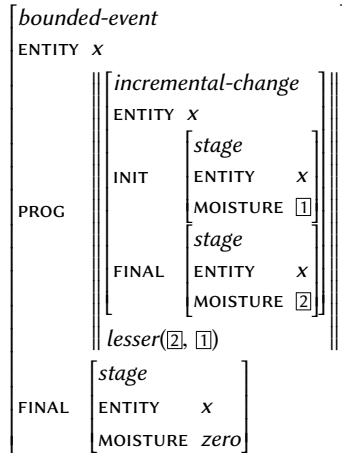 bounded-event
ENTITY x
incremental-change
ENTITY x
stage
INIT ENTITY x
MOISTURE 1
PROG
stage
FINAL ENTITY x
MOISTURE 2
lesser(2, 1)
stage
FINAL ENTITY x
MOISTURE zero